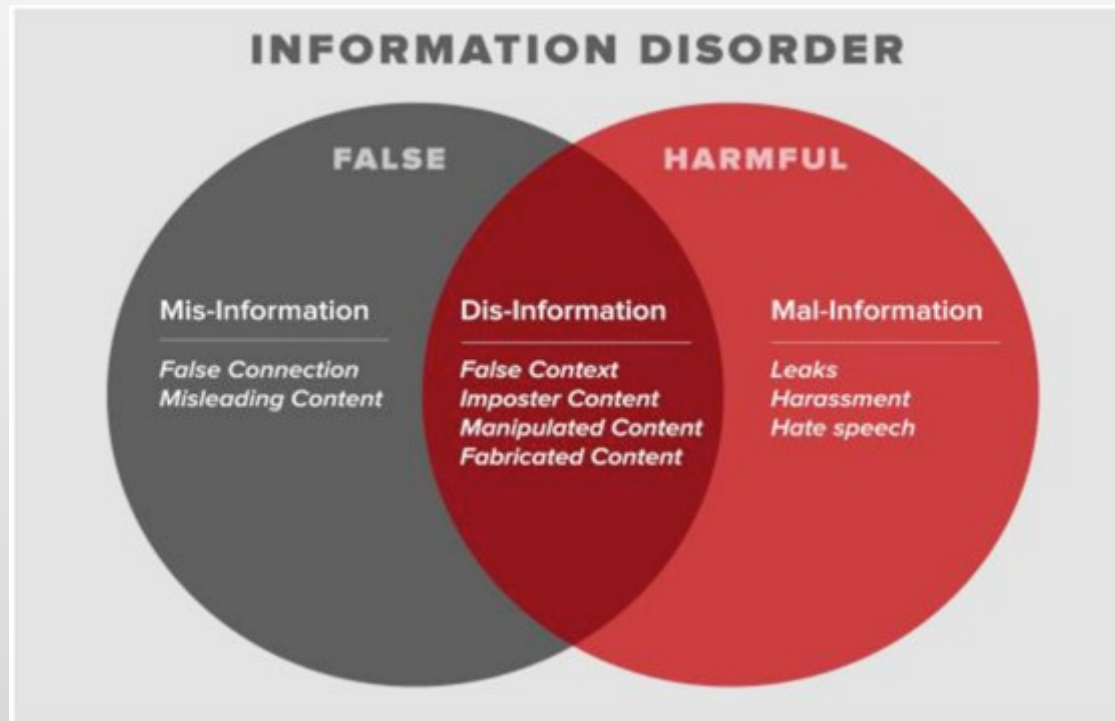 INFORMATION DISORDER
FALSE
HARMFUL
Mis-Information
False Connection
Misleading Content
Dis-Information
False Context
Imposter Content
Manipulated Content
Fabricated Content
Mal-Information
Leaks
Harassment
Hate speech